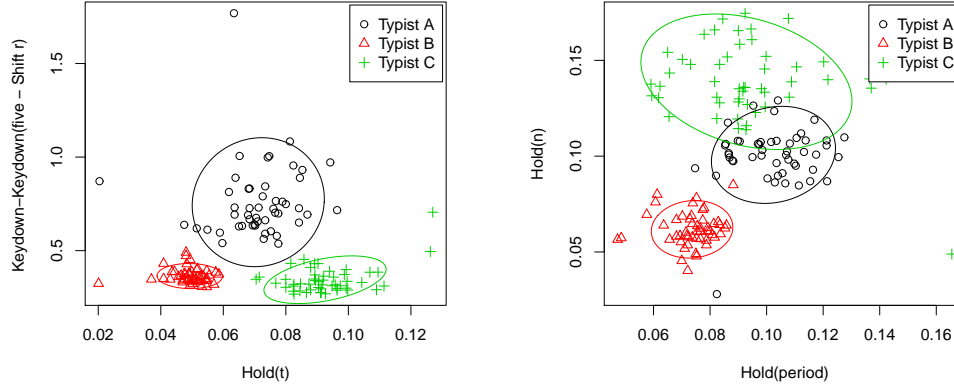 Keydown−Keydown(five − Shift r)
1.5
1.0
0.5
0.02
0.04
0.06
0.08
0.10
0.12
Hold(t)
Typist A
Typist B
Typist C
Hold(n)
0.15
0.10
0.05
0.06
0.08
0.10
0.12
0.14
0.16
Hold(period)
Typist A
Typist B
Typist C